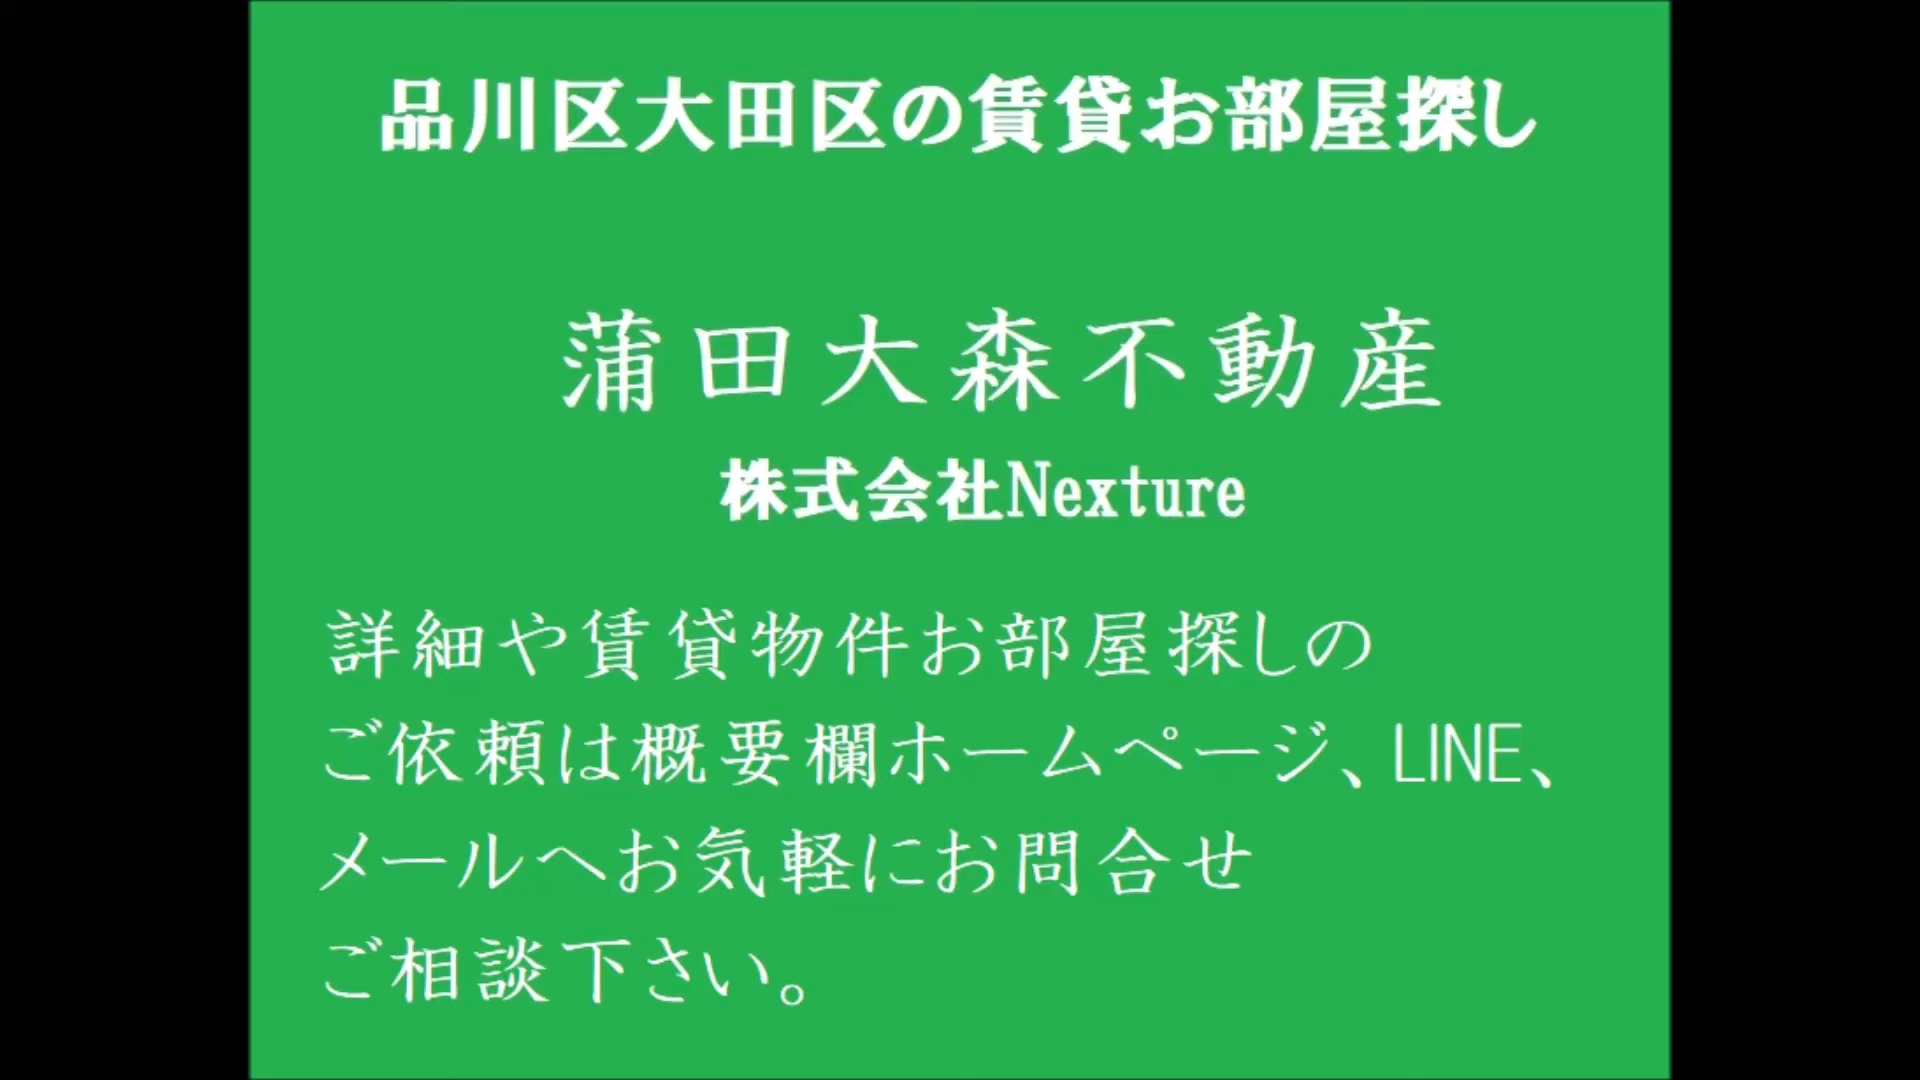 品川区大田区の賃貸お部屋探し
蒲田大森不動産
株式会社Nexture
詳細や賃貸物件お部屋探しの
ご依頼は概要欄ホームページ、LINE、
メールへお気軽にお問合せ
ご相談下さい。